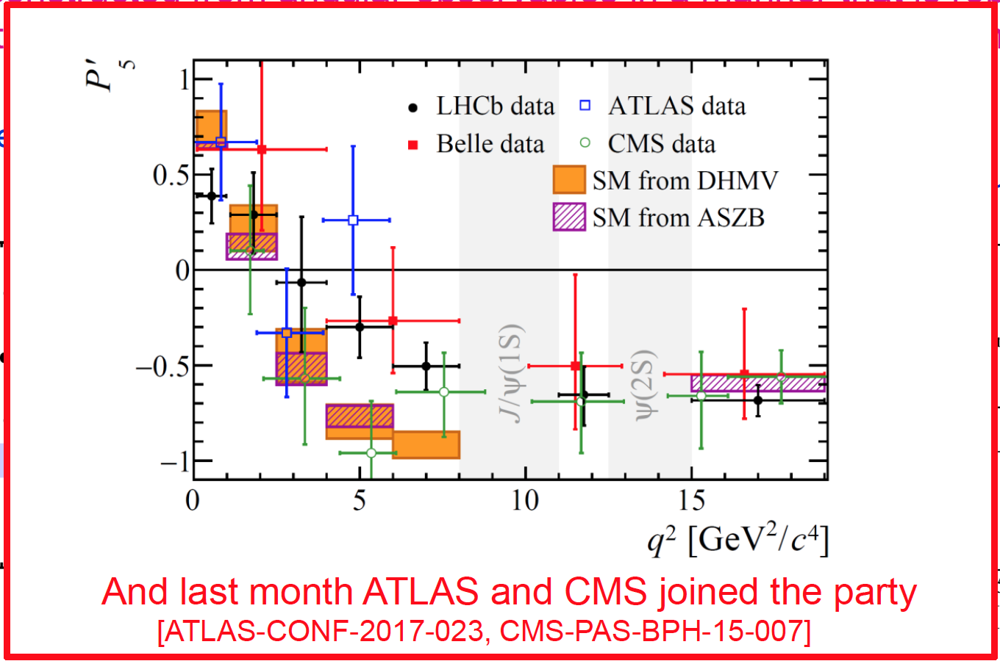 P′5
1
0.5
0
−0.5
−1
LHCb data
ATLAS data
Belle data
CMS data
SM from DHMV
SM from ASZB
J/ψ(1S)
ψ(2S)
0 5 10 15
q² [GeV²/c⁴]
And last month ATLAS and CMS joined the party
[ATLAS-CONF-2017-023, CMS-PAS-BPH-15-007]